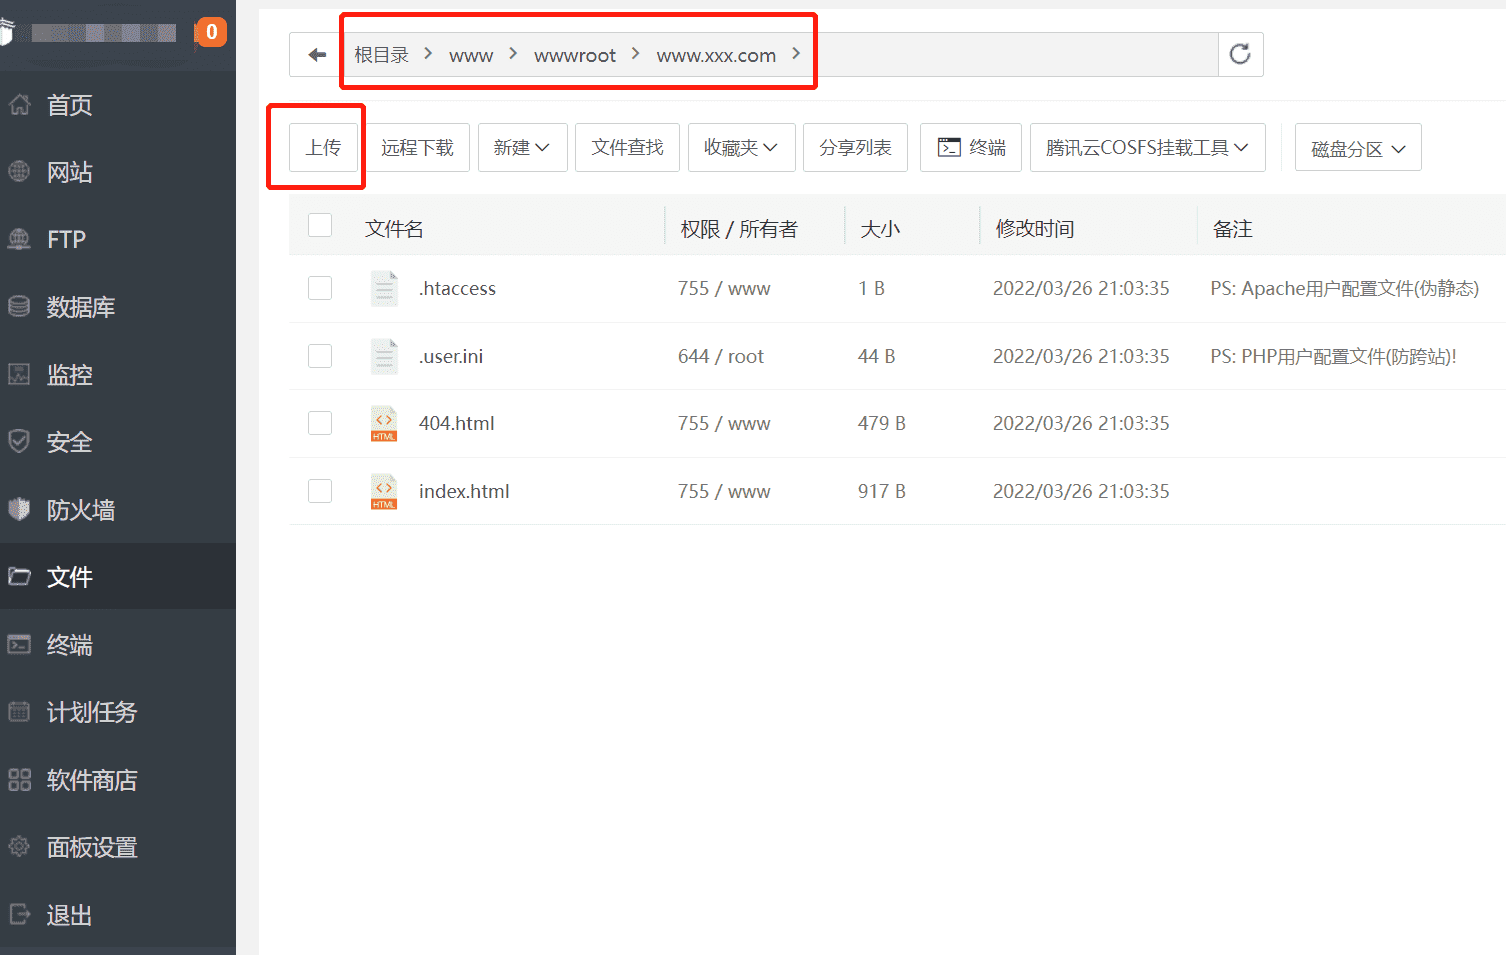 0
首页
网站
FTP
数据库
监控
安全
防火墙
文件
终端
计划任务
软件商店
面板设置
退出
根目录 > www > wwwroot > www.xxx.com >
上传 远程下载 新建 文件查找 收藏夹 分享列表 终端 腾讯云COSFS挂载工具 磁盘分区
文件名 权限 / 所有者 大小 修改时间 备注
.htaccess 755 / www 1 B 2022/03/26 21:03:35 PS: Apache用户配置文件(伪静态)
.user.ini 644 / root 44 B 2022/03/26 21:03:35 PS: PHP用户配置文件(防跨站)!
HTML 404.html 755 / www 479 B 2022/03/26 21:03:35
HTML index.html 755 / www 917 B 2022/03/26 21:03:35